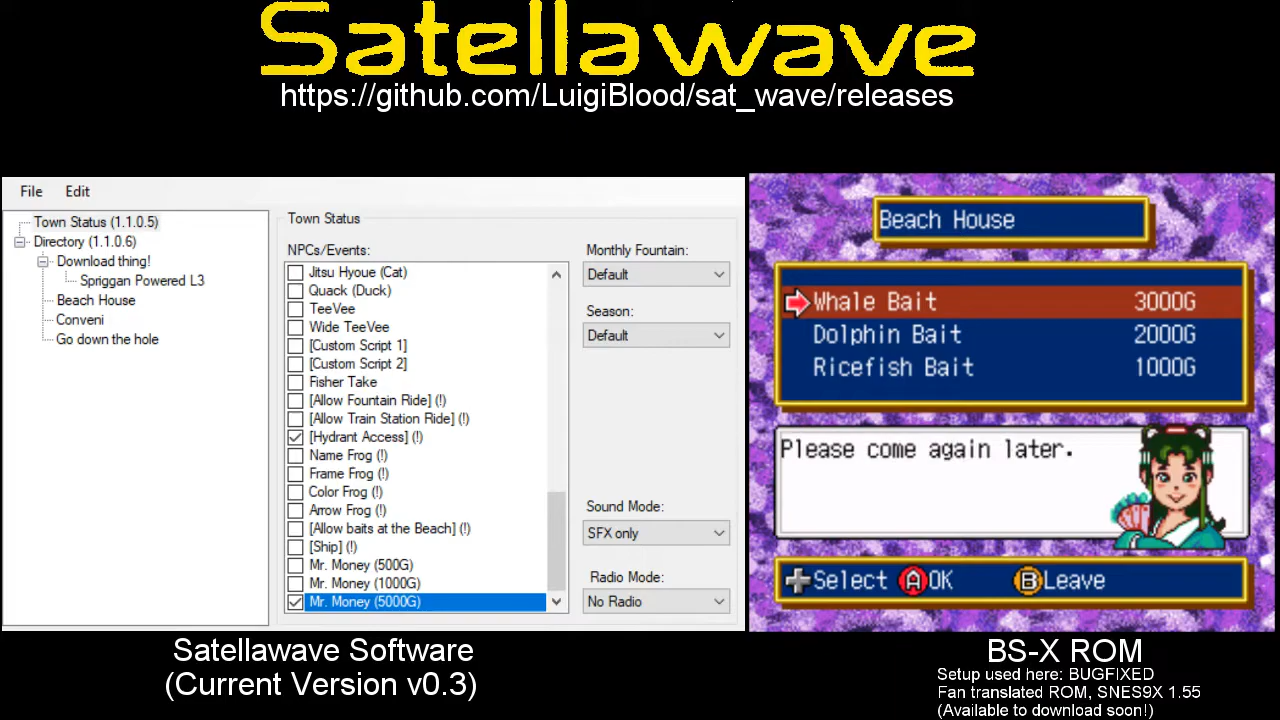 Satellawave
https://github.com/LuigiBlood/sat_wave/releases
File Edit
Town Status (1.1.0.5)
Directory (1.1.0.6)
Download thing!
Spriggan Powered L3
Beach House
Conveni
Go down the hole
Town Status
NPCs/Events:
Jitsu Hyoue (Cat)
Quack (Duck)
TeeVee
Wide TeeVee
[Custom Script 1]
[Custom Script 2]
Fisher Take
[Allow Fountain Ride] (!)
[Allow Train Station Ride] (!)
[Hydrant Access] (!)
Name Frog (!)
Frame Frog (!)
Color Frog (!)
Arrow Frog (!)
[Allow baits at the Beach] (!)
[Ship] (!)
Mr. Money (500G)
Mr. Money (1000G)
Mr. Money (5000G)
Monthly Fountain:
Default
Season:
Default
Sound Mode:
SFX only
Radio Mode:
No Radio
Beach House
Whale Bait 3000G
Dolphin Bait 2000G
Ricefish Bait 1000G
Please come again later.
Select A OK B Leave
Satellawave Software
(Current Version v0.3)
BS-X ROM
Setup used here: BUGFIXED
Fan translated ROM, SNES9X 1.55
(Available to download soon!)